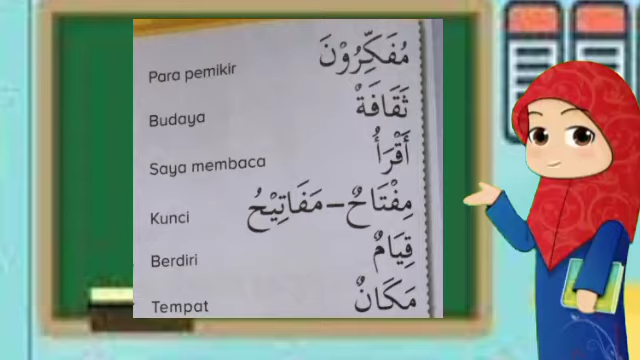 Para pemikir مُفَكِّرُوْنَ
Budaya ثَقَافَةٌ
Saya membaca أَقْرَأُ
Kunci مِفْتَاحٌ – مَفَاتِيْحُ
Berdiri قِيَامٌ
Tempat مَكَانٌ